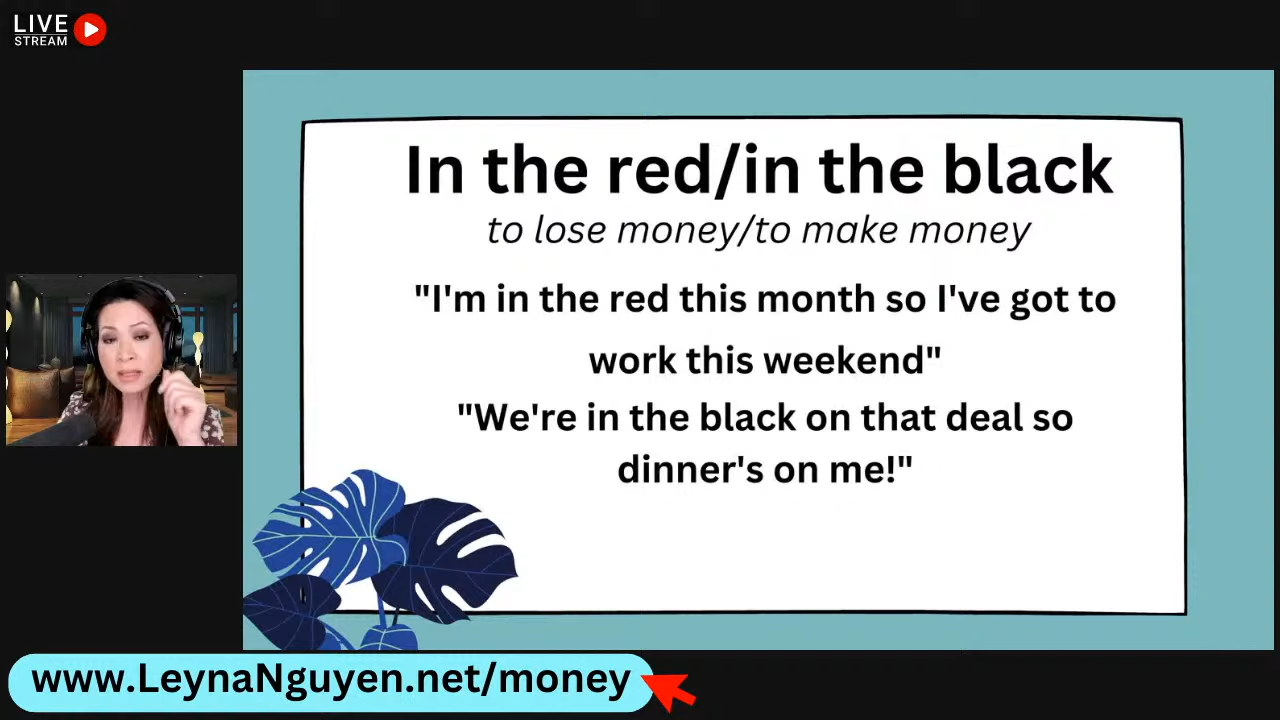 LIVE
STREAM
In the red/in the black
to lose money/to make money
"I'm in the red this month so I've got to
work this weekend"
"We're in the black on that deal so
dinner's on me!"
www.LeynaNguyen.net/money